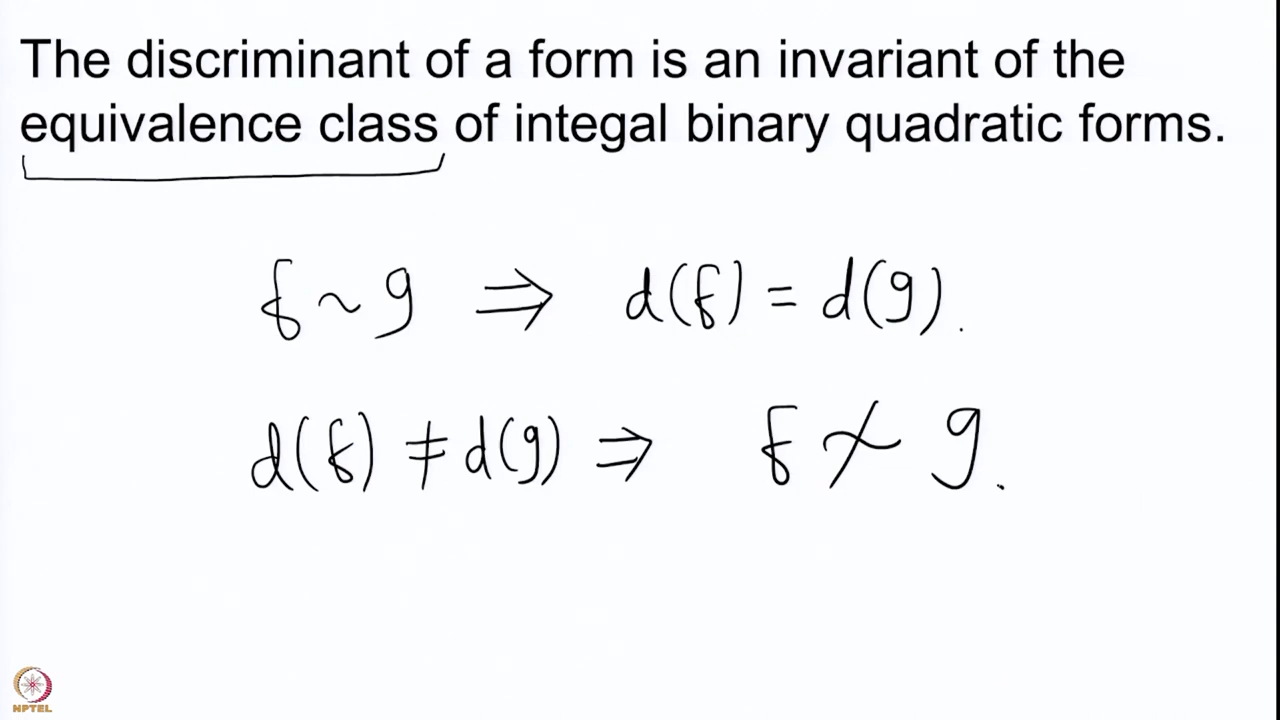 The discriminant of a form is an invariant of the
equivalence class of integal binary quadratic forms.
f ~ g ⇒ d(f) = d(g).
d(f) ≠ d(g) ⇒ f ≁ g.
NPTEL